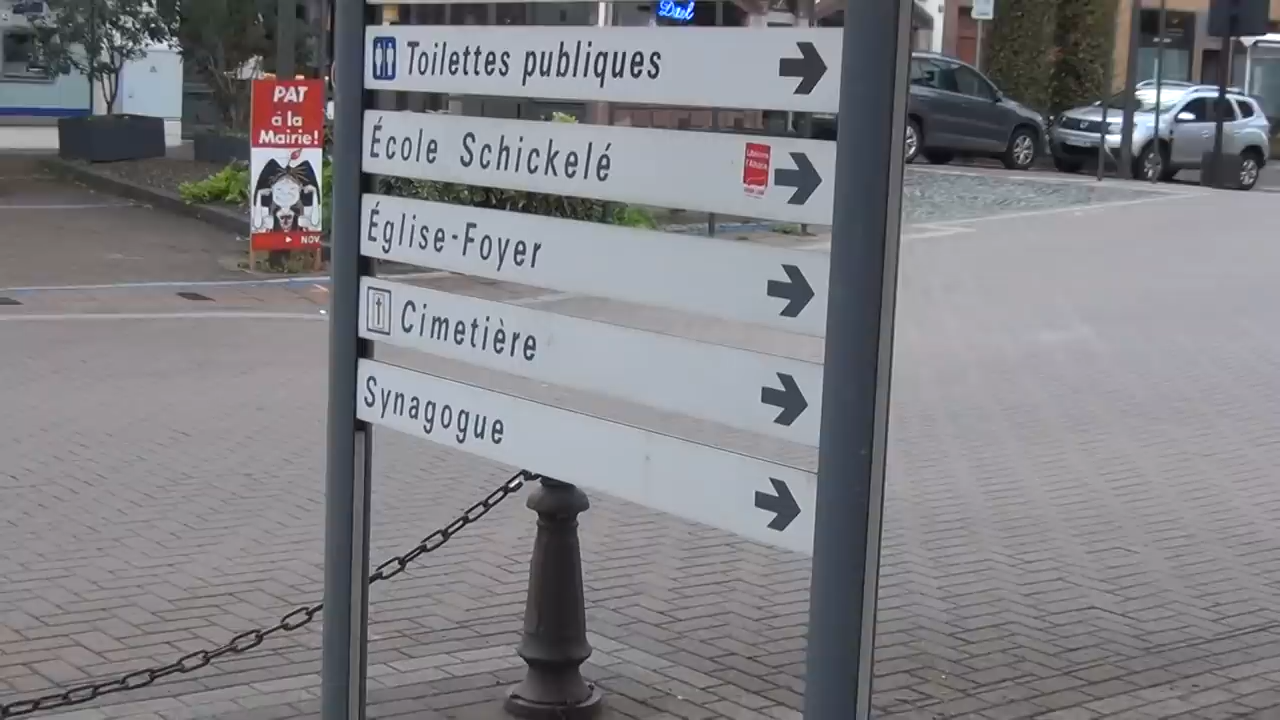 Toilettes publiques
École Schickelé
Église-Foyer
Cimetière
Synagogue
PAT
á la
Mairie!
NOV